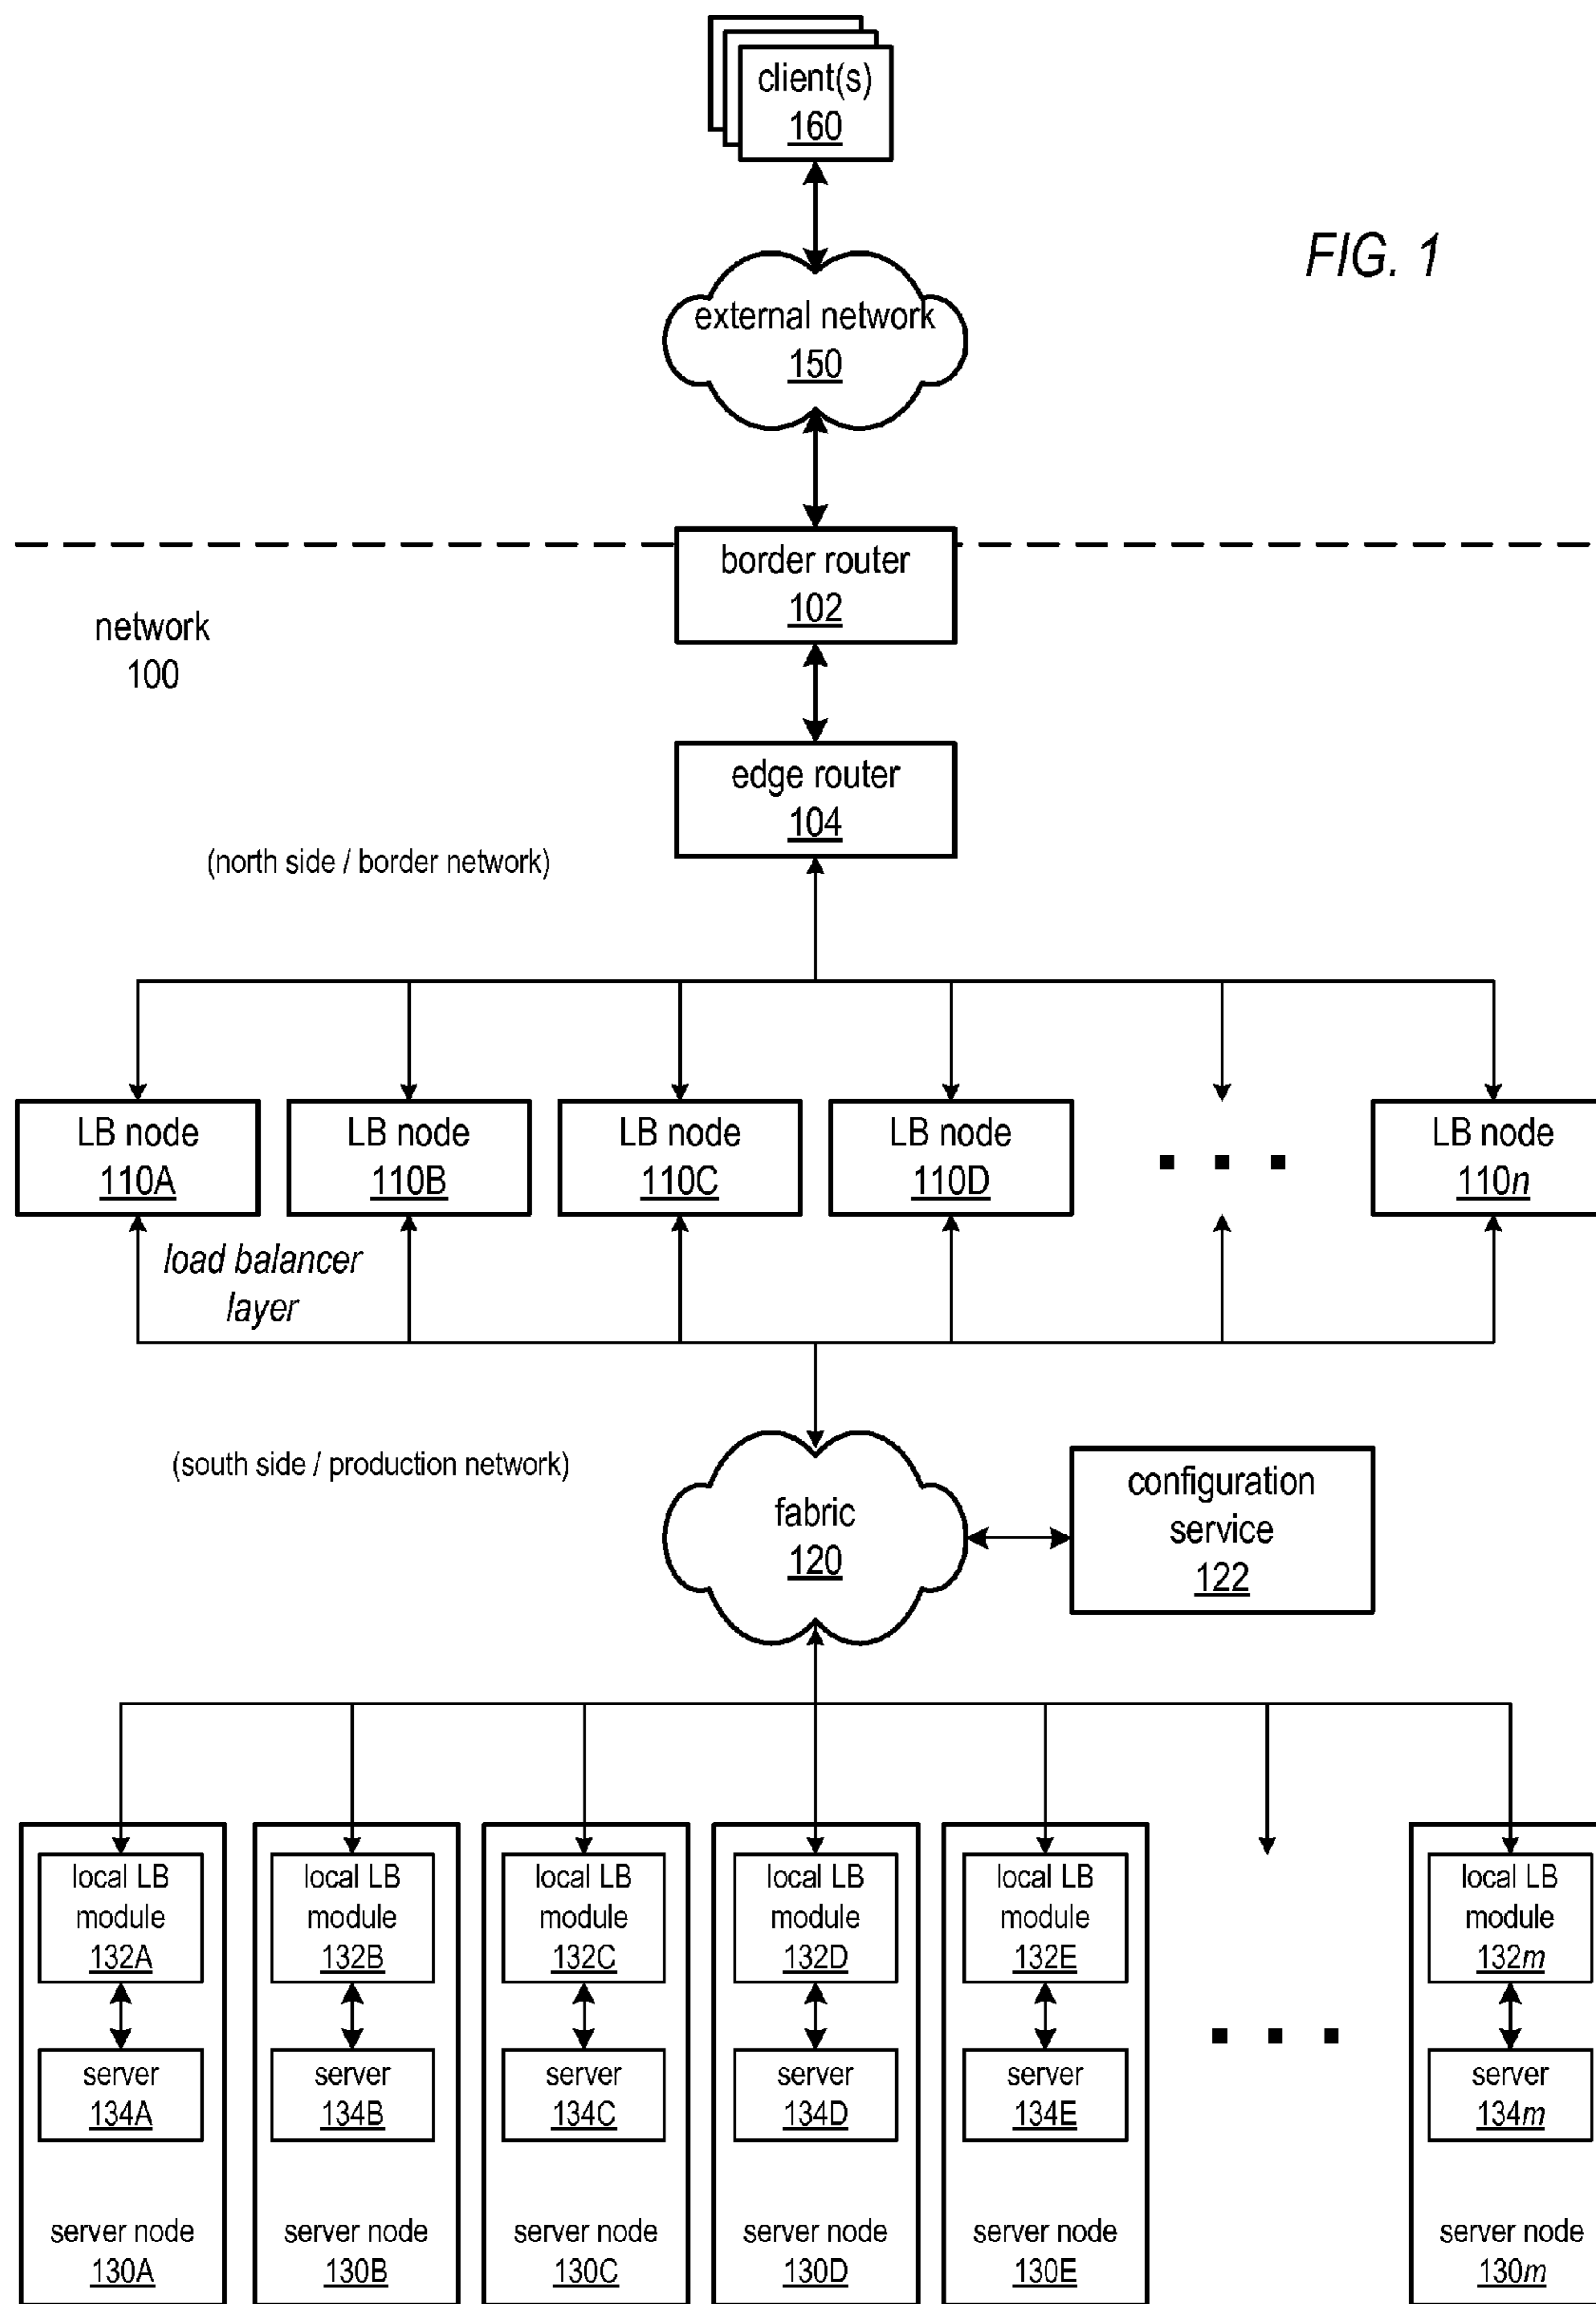 client(s)
160
FIG. 1
external network
150
border router
102
network
100
edge router
104
(north side / border network)
LB node
110A
LB node
110B
LB node
110C
LB node
110D
. . .
LB node
110n
load balancer
layer
(south side / production network)
fabric
120
configuration
service
122
local LB
module
132A
server
134A
server node
130A
local LB
module
132B
server
134B
server node
130B
local LB
module
132C
server
134C
server node
130C
local LB
module
132D
server
134D
server node
130D
local LB
module
132E
server
134E
server node
130E
. . .
local LB
module
132m
server
134m
server node
130m